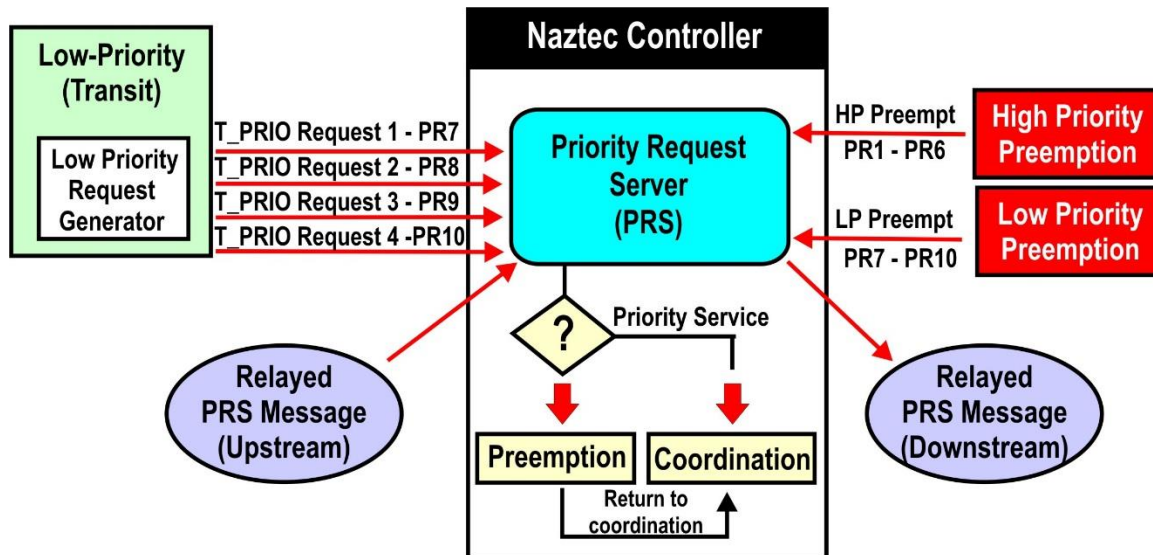 Naztec Controller
Low-Priority
(Transit)
Low Priority
Request
Generator
T_PRIO Request 1 - PR7
T_PRIO Request 2 - PR8
T_PRIO Request 3 - PR9
T_PRIO Request 4 -PR10
Priority Request
Server
(PRS)
HP Preempt
PR1 - PR6
High Priority
Preemption
LP Preempt
PR7 - PR10
Low Priority
Preemption
?
Priority Service
Relayed
PRS Message
(Upstream)
Relayed
PRS Message
(Downstream)
Preemption
Coordination
Return to
coordination